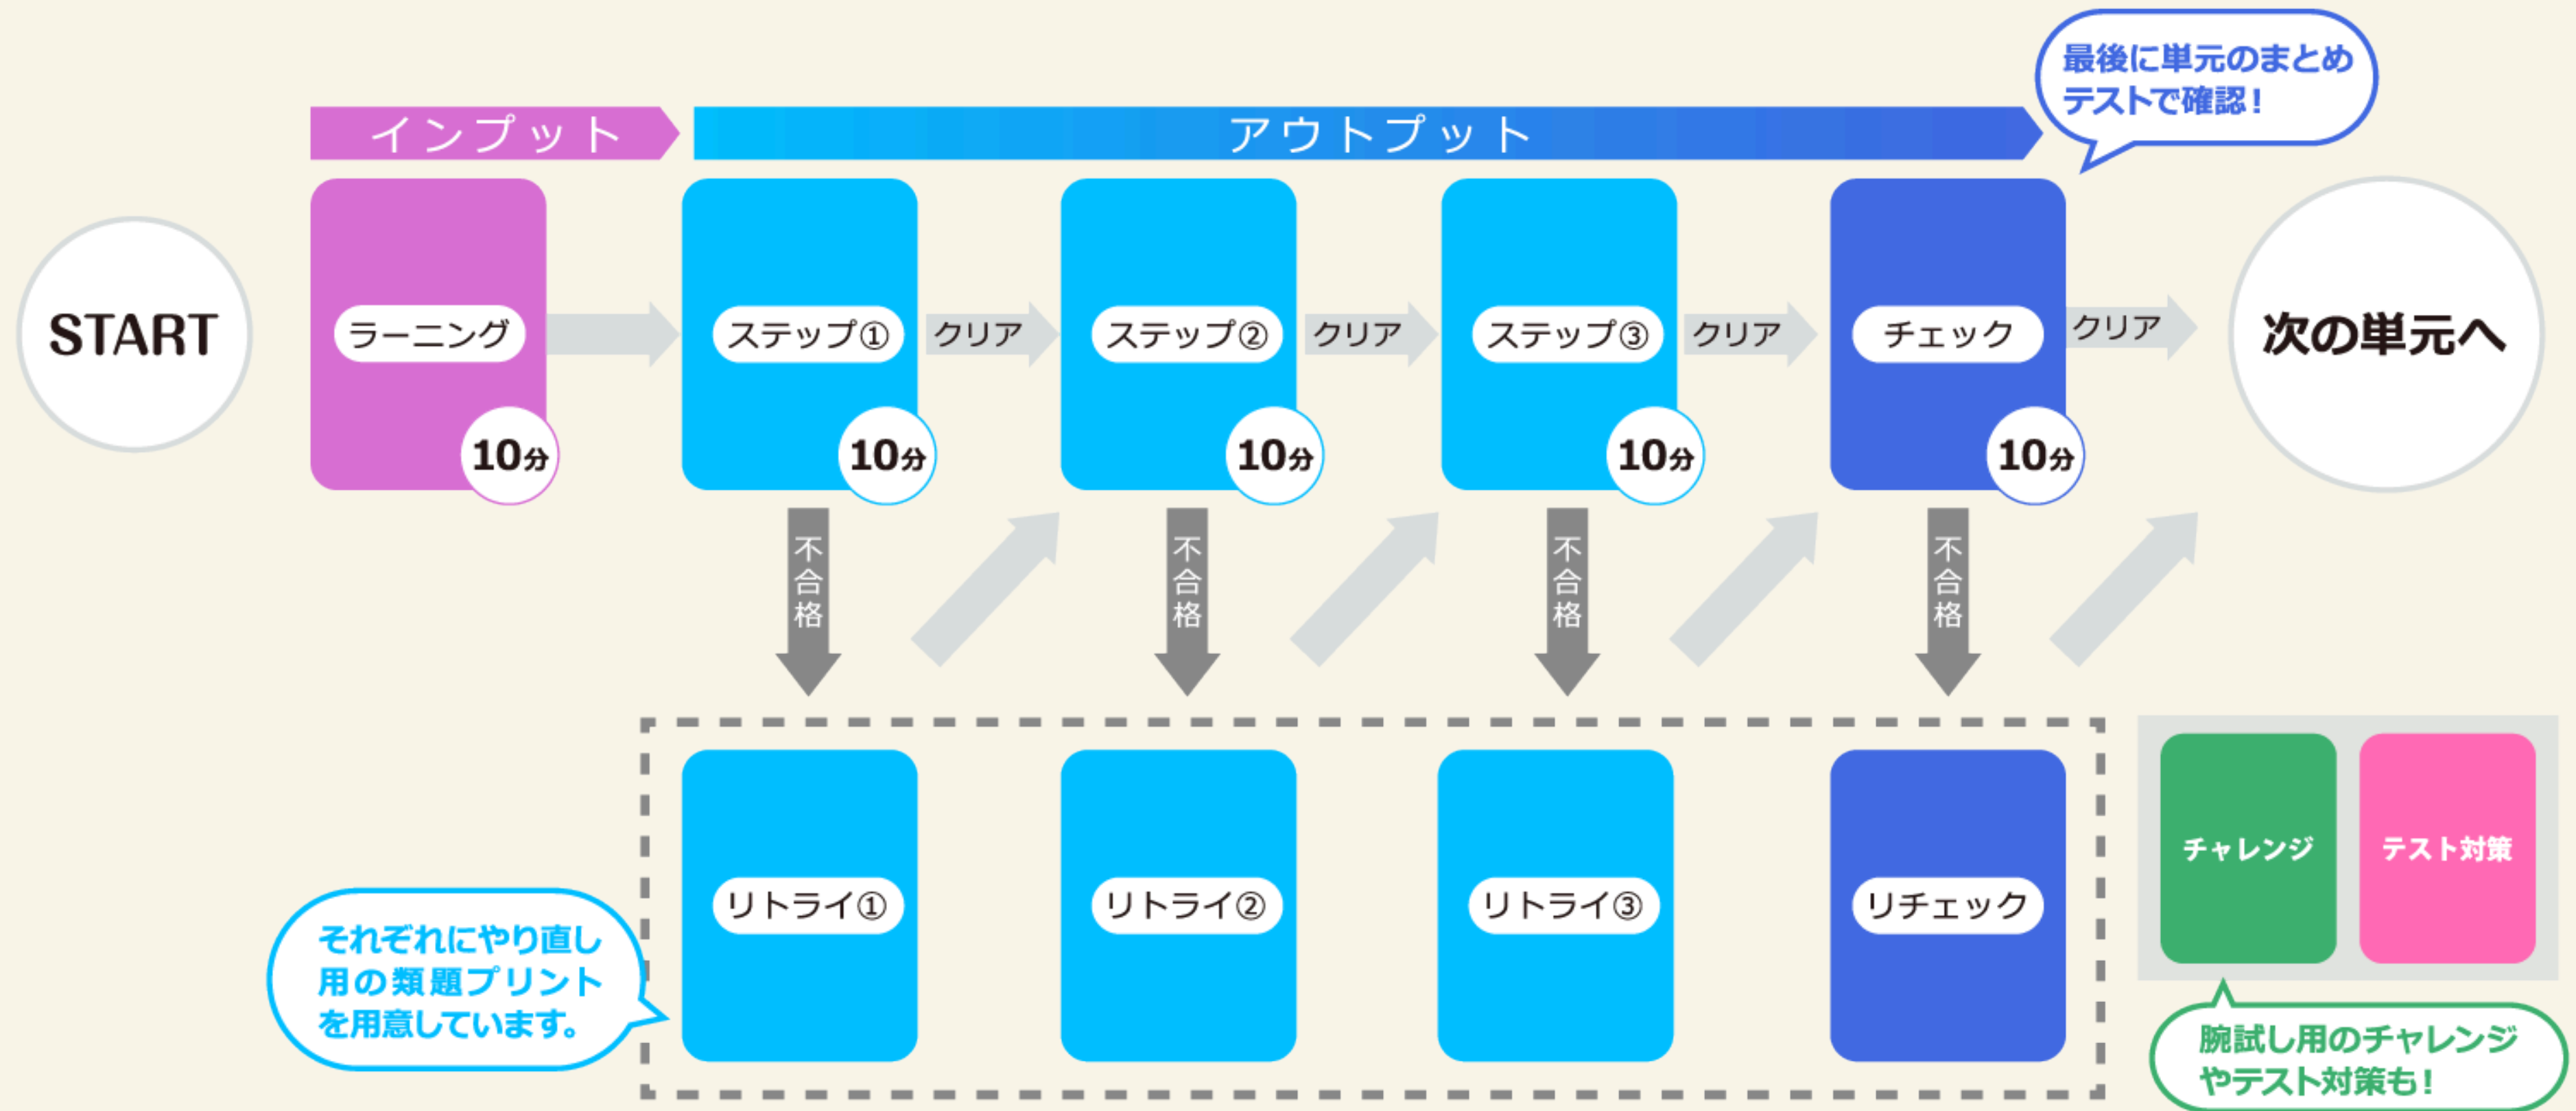 最後に単元のまとめ
テストで確認！
インプット
アウトプット
START
ラーニング
ステップ①
クリア
ステップ②
クリア
ステップ③
クリア
チェック
クリア
次の単元へ
10分
10分
10分
10分
10分
不合格
不合格
不合格
不合格
リトライ①
リトライ②
リトライ③
リチェック
チャレンジ
テスト対策
それぞれにやり直し
用の類題プリント
を用意しています。
腕試し用のチャレンジ
やテスト対策も！